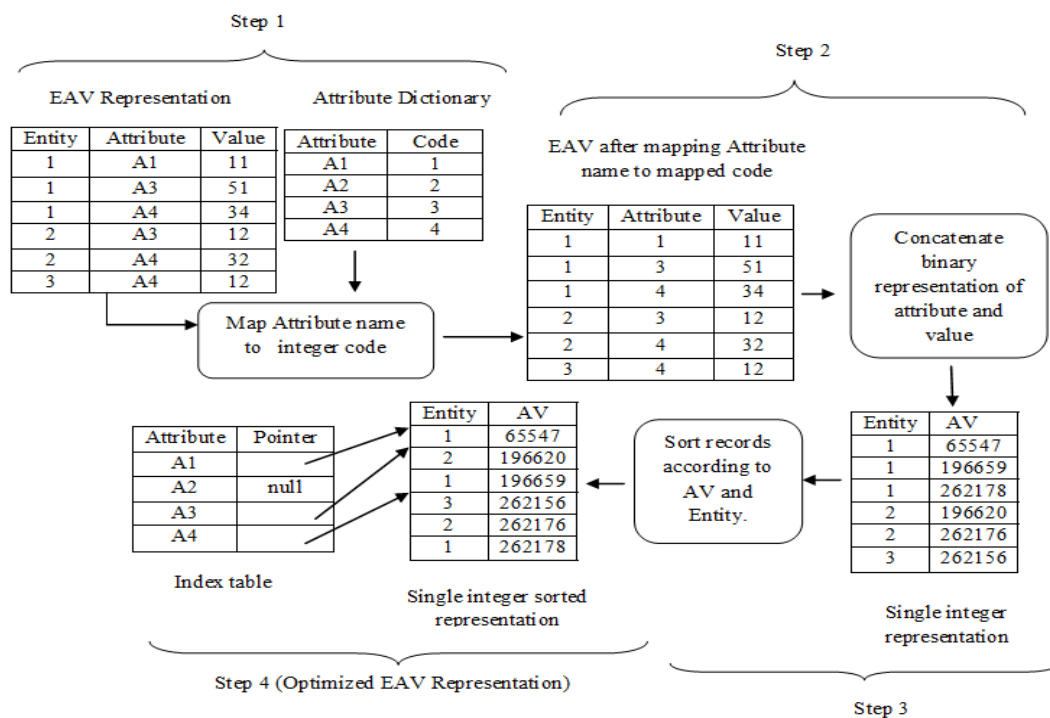 Step 1
EAV Representation
Attribute Dictionary
Entity Attribute Value
1 A1 11
1 A3 51
1 A4 34
2 A3 12
2 A4 32
3 A4 12
Attribute Code
A1 1
A2 2
A3 3
A4 4
Map Attribute name
to integer code
Step 2
EAV after mapping Attribute
name to mapped code
Entity Attribute Value
1 1 11
1 3 51
1 4 34
2 3 12
2 4 32
3 4 12
Concatenate
binary
representation of
attribute and
value
Entity AV
1 65547
1 196659
1 262178
2 196620
2 262176
3 262156
Single integer
representation
Step 3
Sort records
according to
AV and
Entity.
Entity AV
1 65547
2 196620
1 196659
3 262156
2 262176
1 262178
Single integer sorted
representation
Attribute Pointer
A1
A2 null
A3
A4
Index table
Step 4 (Optimized EAV Representation)